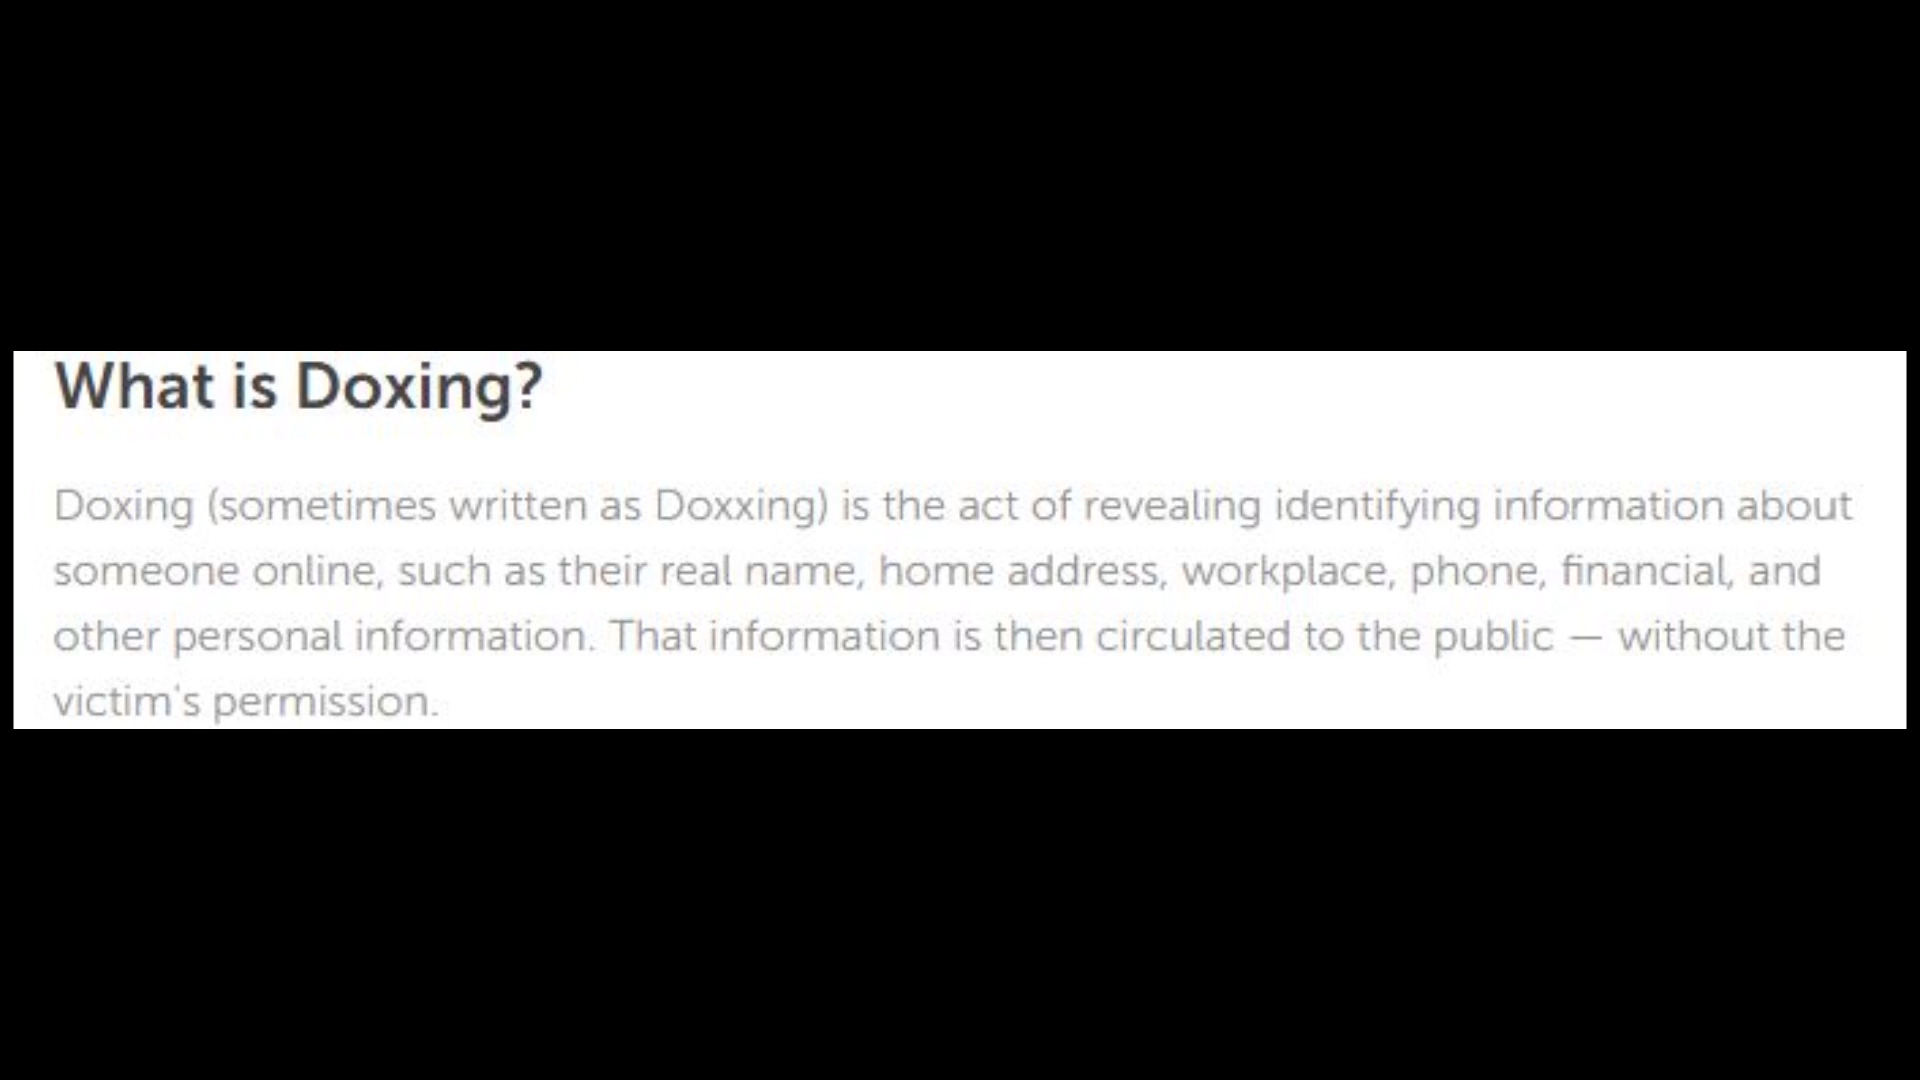 What is Doxing?
Doxing (sometimes written as Doxxing) is the act of revealing identifying information about
someone online, such as their real name, home address, workplace, phone, financial, and
other personal information. That information is then circulated to the public — without the
victim's permission.